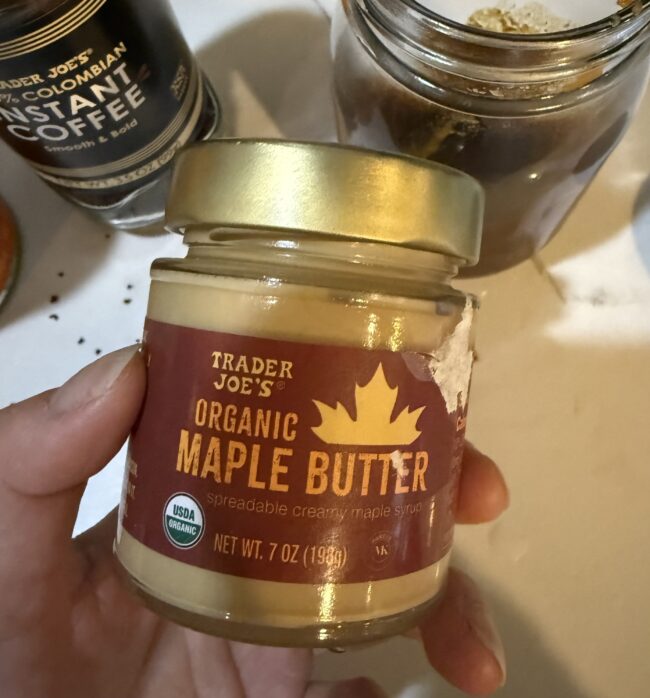 TRADER JOE'S®
% COLOMBIAN
INSTANT
COFFEE
Smooth & Bold
TRADER
JOE'S®
ORGANIC
MAPLE BUTTER
spreadable creamy maple syrup
USDA
ORGANIC
NET WT. 7 OZ (198g)
VK